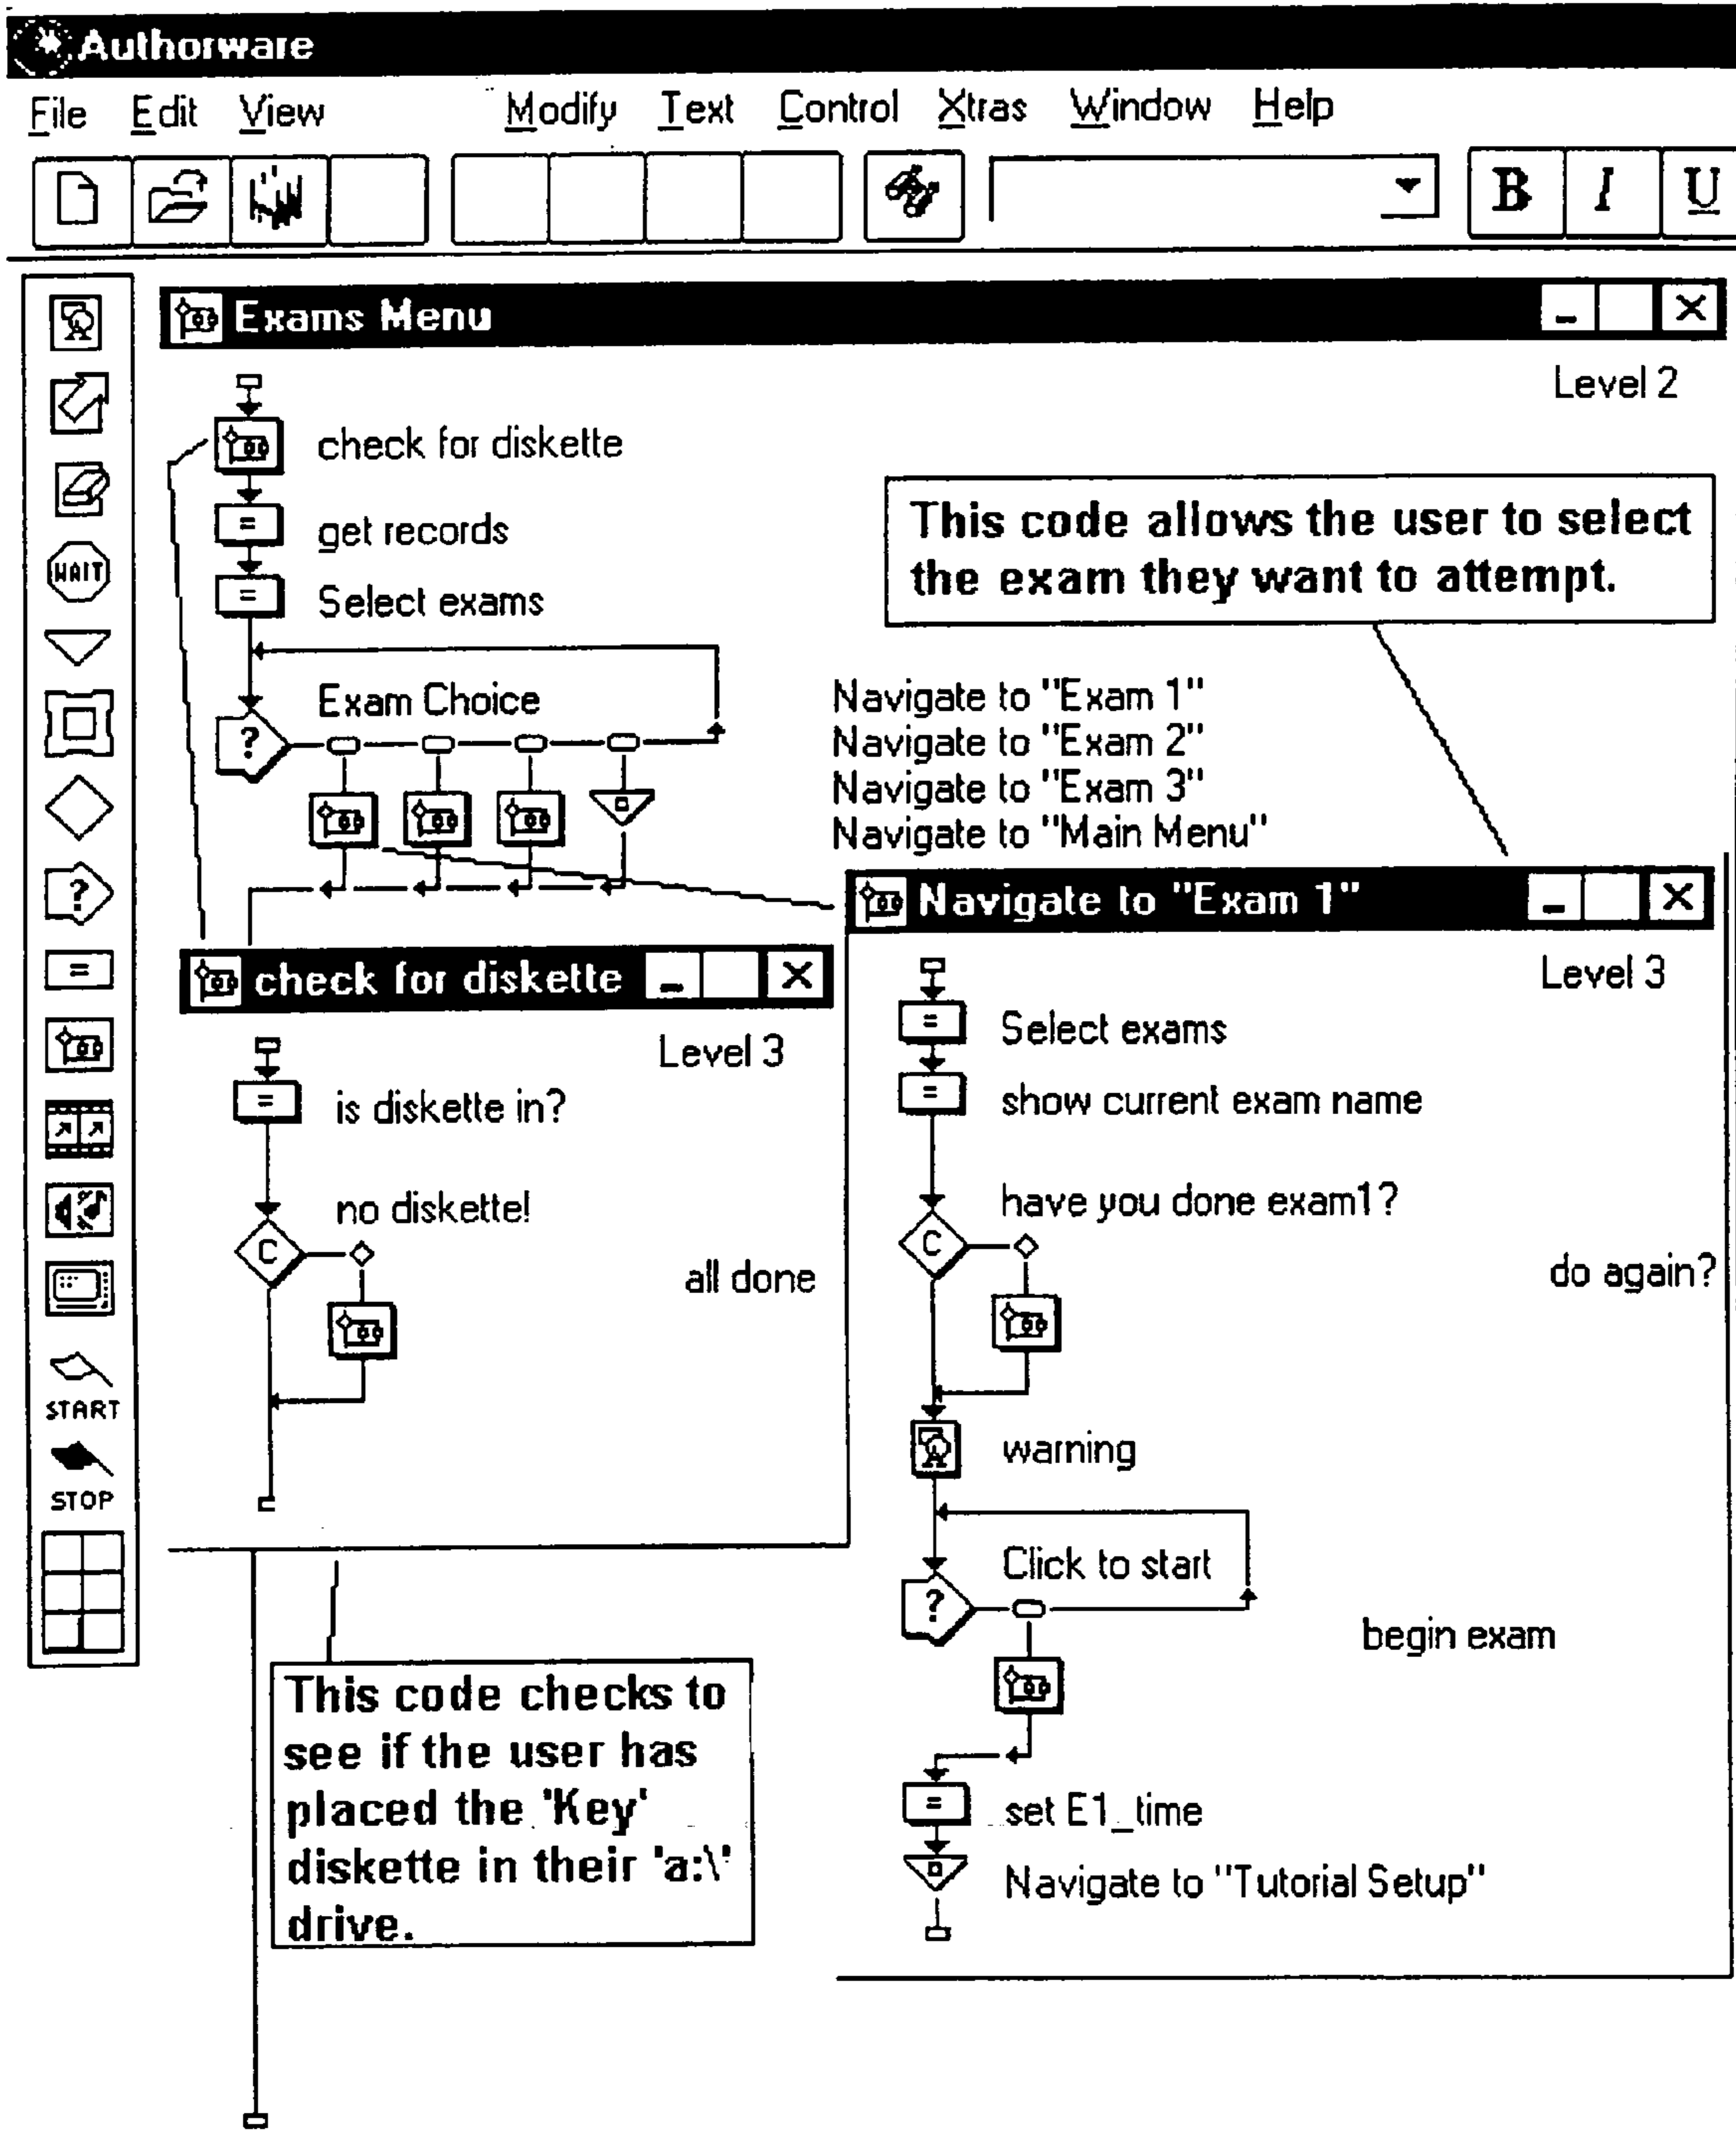 Authorware
File Edit View Modify Text Control Xtras Window Help
B I U
Exams Menu
Level 2
check for diskette
get records
Select exams
Exam Choice
?
This code allows the user to select
the exam they want to attempt.
Navigate to "Exam 1"
Navigate to "Exam 2"
Navigate to "Exam 3"
Navigate to "Main Menu"
WAIT
?
=
START
STOP
check for diskette
Level 3
is diskette in?
no diskette!
C
all done
This code checks to
see if the user has
placed the 'Key'
diskette in their 'a:\'
drive.
Navigate to "Exam 1"
Level 3
Select exams
show current exam name
have you done exam1?
C
do again?
warning
Click to start
?
begin exam
set E1_time
Navigate to "Tutorial Setup"